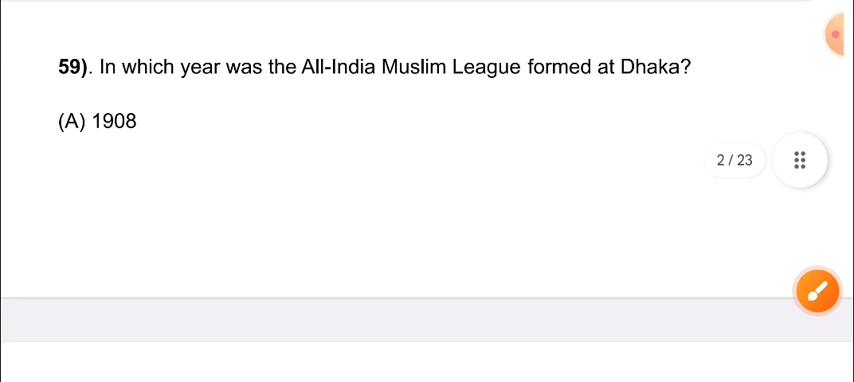 59). In which year was the All-India Muslim League formed at Dhaka?
(A) 1908
2 / 23